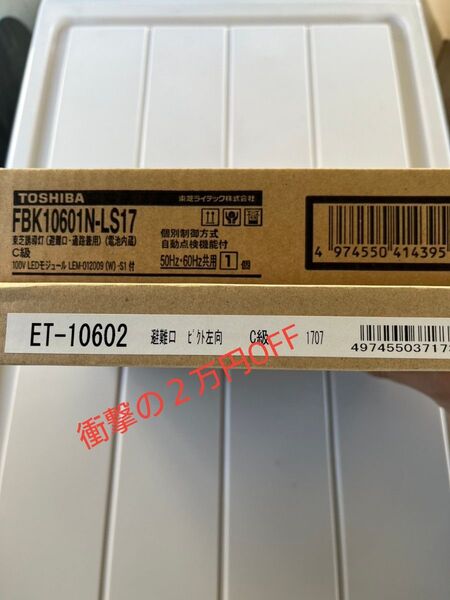 TOSHIBA
東芝ライテック株式会社
FBK10601N-LS17
東芝誘導灯(避難口・通路兼用)(電池内蔵)
C級
100V LEDモジュール LEM-012009 (W) -S1 付
個別制御方式
自動点検機能付
50Hz・60Hz共用 1 個
4 974550 414395
ET-10602 避難口 ピクト左向 C級 1707
497455037173
衝撃の2万円OFF